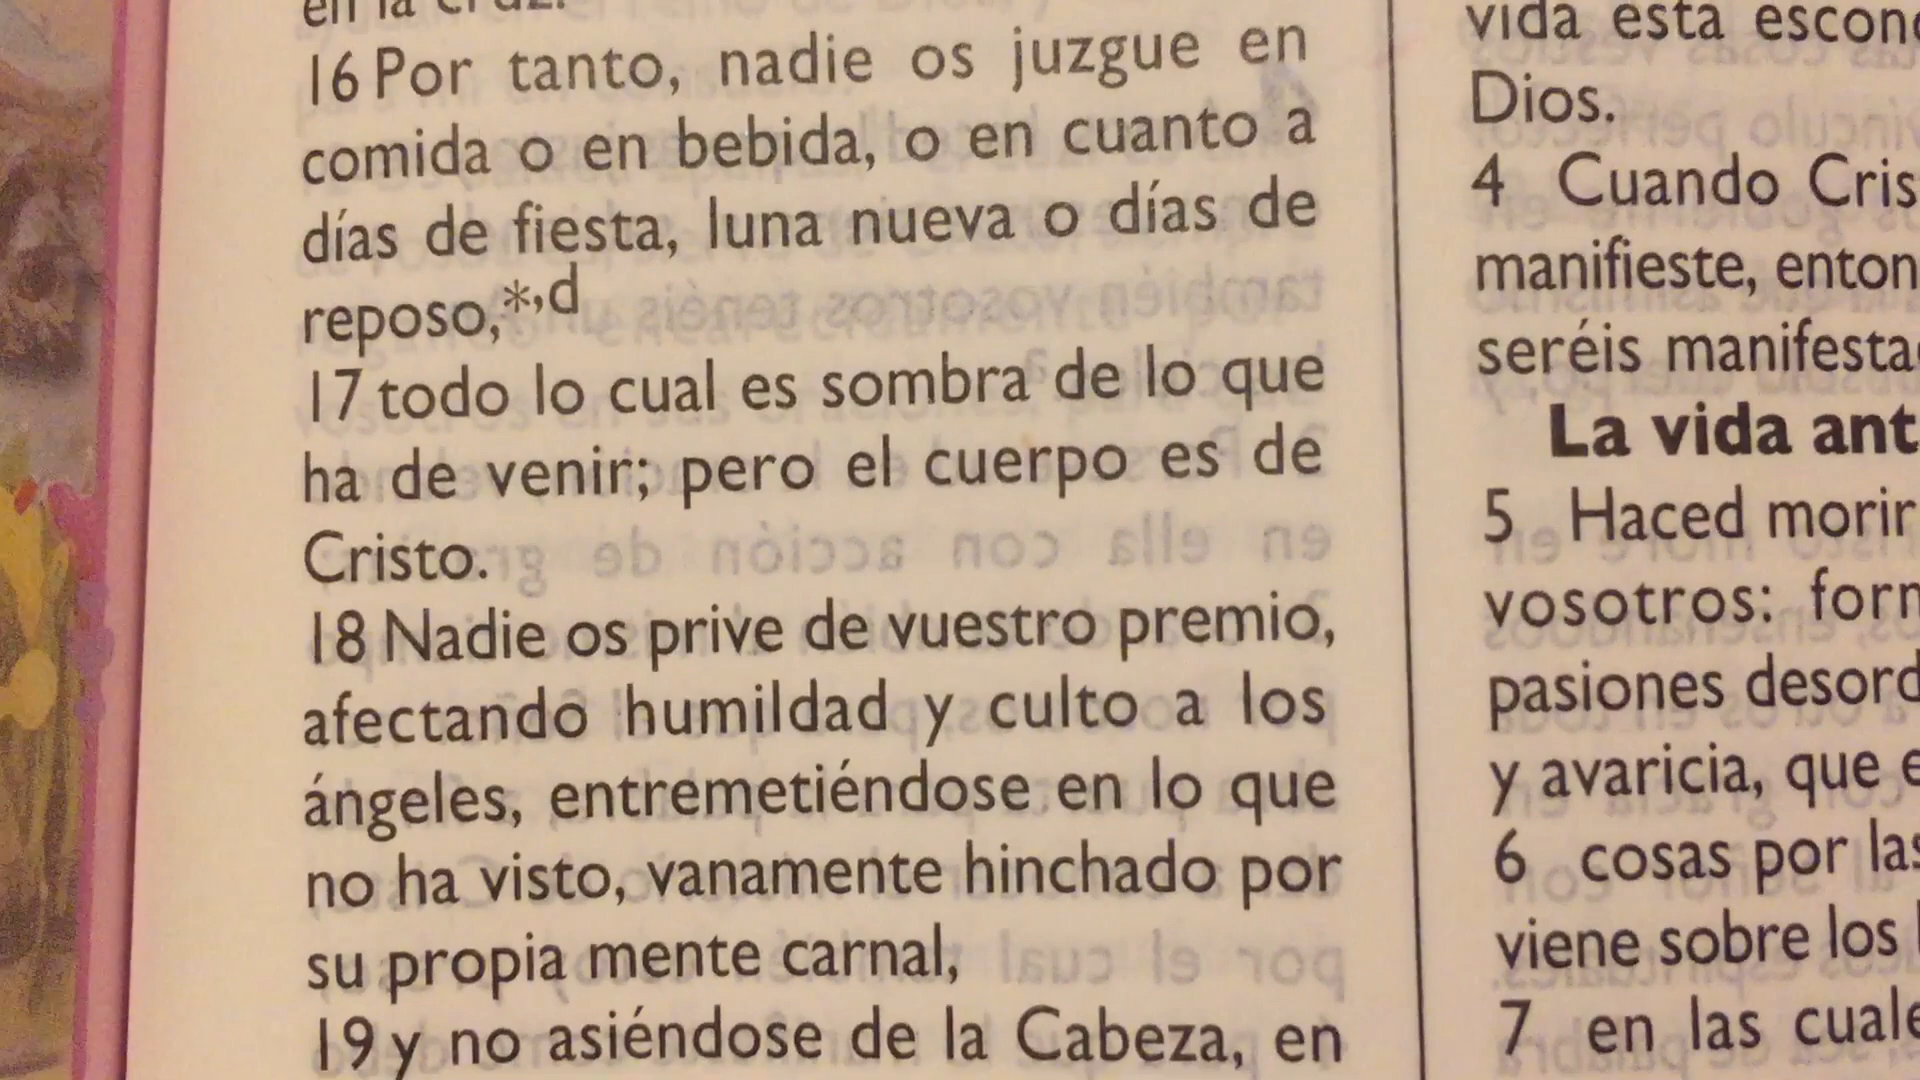 en la cruz.
16 Por tanto, nadie os juzgue en
comida o en bebida, o en cuanto a
días de fiesta, luna nueva o días de
reposo,*,d
17 todo lo cual es sombra de lo que
ha de venir; pero el cuerpo es de
Cristo.
18 Nadie os prive de vuestro premio,
afectando humildad y culto a los
ángeles, entremetiéndose en lo que
no ha visto, vanamente hinchado por
su propia mente carnal,
19 y no asiéndose de la Cabeza, en
vida está escon
Dios.
4 Cuando Cris
manifieste, enton
seréis manifesta
La vida ant
5 Haced morir
vosotros: forn
pasiones desord
y avaricia, que e
6 cosas por las
viene sobre los
7 en las cuale